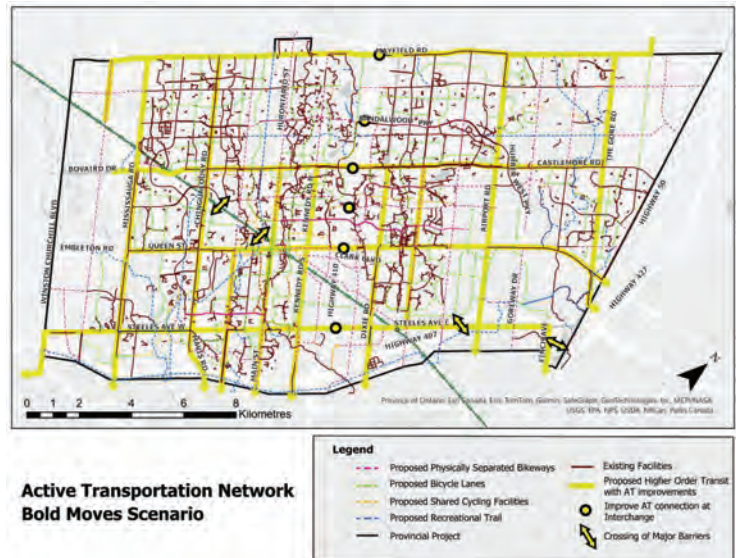 MAYFIELD RD
HURONTARIO ST
SANDALWOOD PKY
THE GORE RD
BOVAIRD DR
CASTLEMORE RD
MISSISSAUGA RD
CHINGUACOUSY RD
KENNEDY RD
AIRPORT RD
HIGHWAY 50
WINSTON CHURCHILL BLVD
EMBLETON RD
QUEEN ST
CLARK
HIGHWAY 427
KENNEDY RD S
HIGHWAY 410
DIXIE RD
GOREWAY DR
STEELES AVE W
STEELES AVE E
HIGHWAY 407
MAIN ST
N
0 1 2 4 6 8
Kilometres
Province of Ontario, Esri Canada, Esri, TomTom, Garmin, SafeGraph, GeoTechnologies, Inc, METI/NASA,
USGS, EPA, NPS, USDA, NRCan, Parks Canada
Active Transportation Network
Bold Moves Scenario
Legend
Proposed Physically Separated Bikeways
Proposed Bicycle Lanes
Proposed Shared Cycling Facilities
Proposed Recreational Trail
Provincial Project
Existing Facilities
Proposed Higher Order Transit
with AT improvements
Improve AT connection at
Interchange
Crossing of Major Barriers